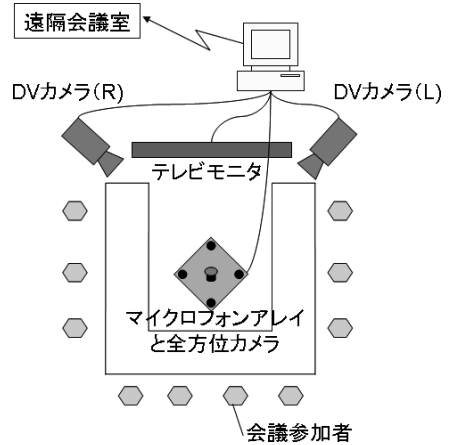 遠隔会議室
DVカメラ(R)
DVカメラ(L)
テレビモニタ
マイクロフォンアレイ
と全方位カメラ
会議参加者